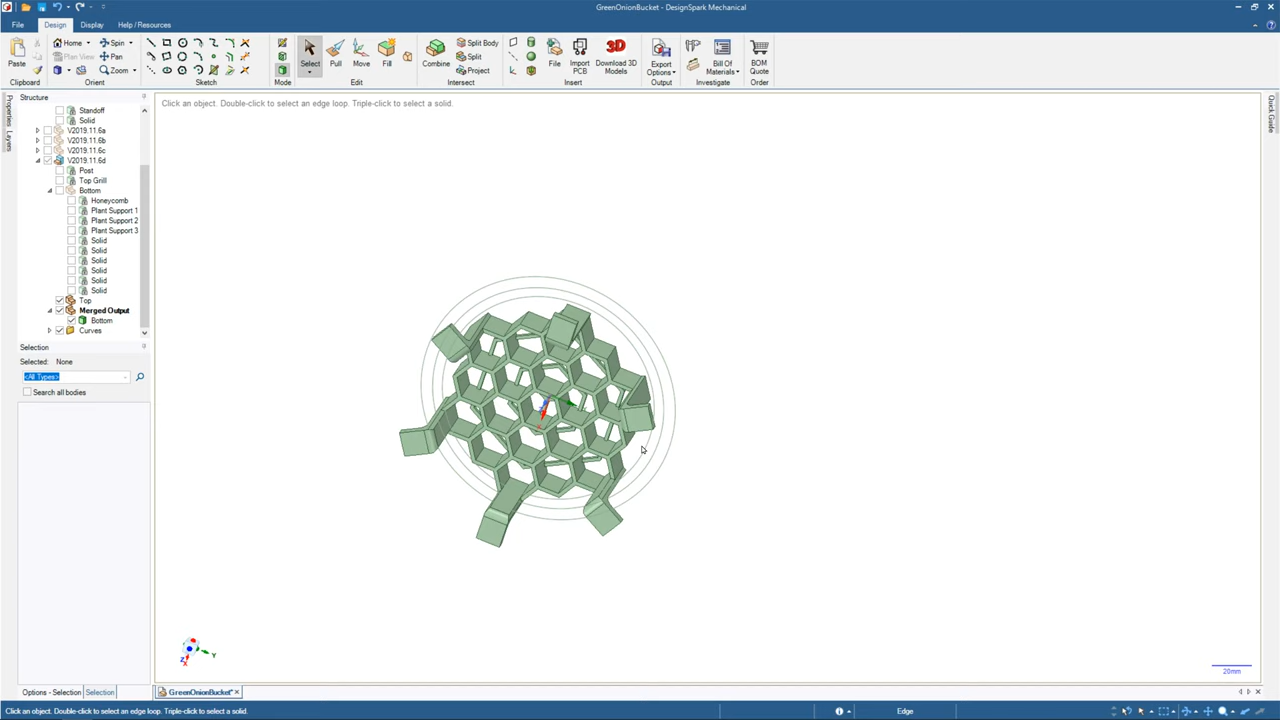 GreenOnionBucket - DesignSpark Mechanical
File Design Display Help / Resources
Home Spin
Plan View Pan
Zoom
Paste
Select Pull Move Fill
Combine
Split Body
Split
Project
File Import PCB Download 3D Models
Export Options
Bill Of Materials
BOM Quote
Clipboard Orient Sketch Mode Edit Intersect Insert Output Investigate Order
Structure
Properties
Layers
Quick Guide
Click an object. Double-click to select an edge loop. Triple-click to select a solid.
Standoff
Solid
V2019.11.6a
V2019.11.6b
V2019.11.6c
V2019.11.6d
Post
Top Grill
Bottom
Honeycomb
Plant Support 1
Plant Support 2
Plant Support 3
Solid
Solid
Solid
Solid
Solid
Solid
Top
Merged Output
Bottom
Curves
Selection
Selected: None
<All Types>
Search all bodies
X
Y
Z
20mm
Options - Selection Selection
GreenOnionBucket*
Click an object. Double-click to select an edge loop. Triple-click to select a solid.
Edge